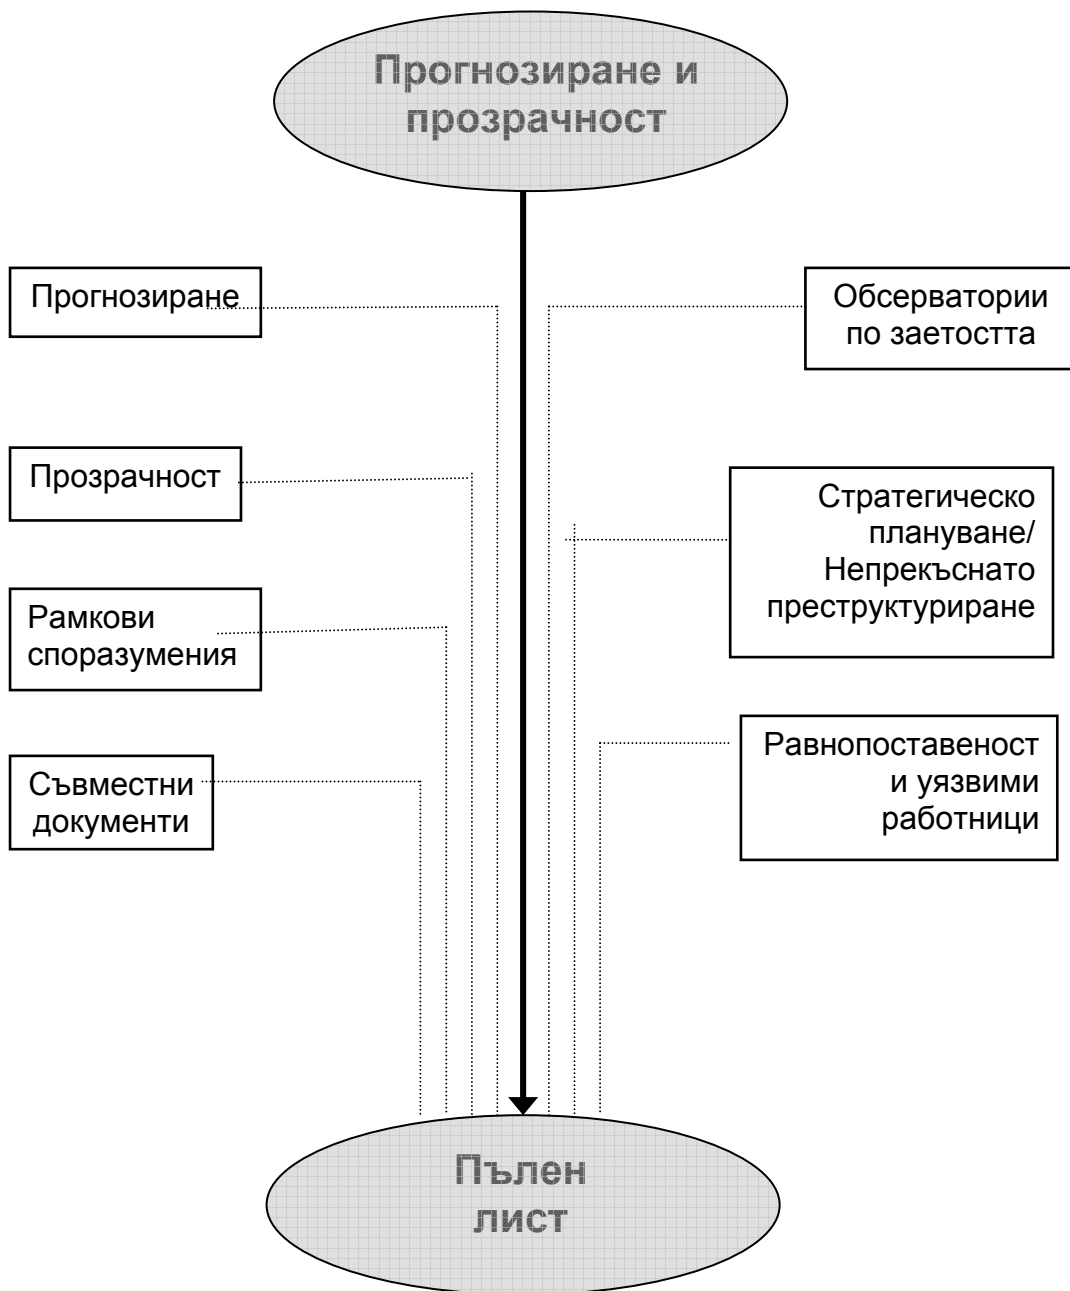 Прогнозиране и
прозрачност
Прогнозиране
Обсерватории
по заетостта
Прозрачност
Стратегическо
плануване/
Непрекъснато
преструктуриране
Рамкови
споразумения
Равнопоставеност
и уязвими
работници
Съвместни
документи
Пълен
лист